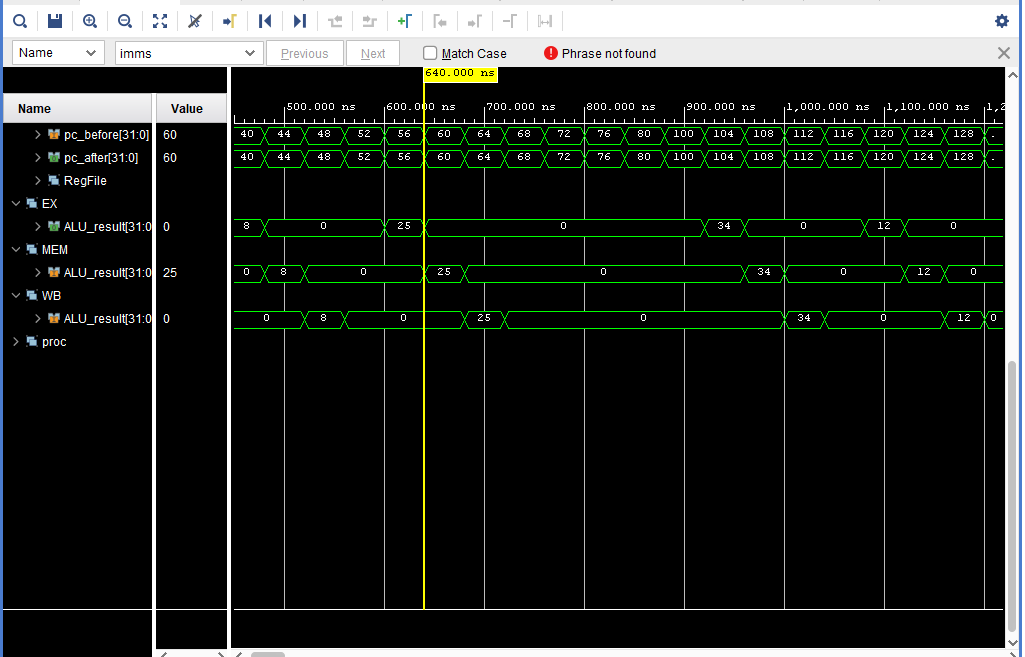 Name imms Previous Next Match Case Phrase not found
640.000 ns
Name Value 500.000 ns 600.000 ns 700.000 ns 800.000 ns 900.000 ns 1,000.000 ns 1,100.000 ns 1,2
pc_before[31:0] 60 40 44 48 52 56 60 64 68 72 76 80 100 104 108 112 116 120 124 128 .
pc_after[31:0] 60 40 44 48 52 56 60 64 68 72 76 80 100 104 108 112 116 120 124 128 .
RegFile
EX
ALU_result[31:0 0 8 0 25 0 34 0 12 0
MEM
ALU_result[31:0 25 0 8 0 25 0 34 0 12 0
WB
ALU_result[31:0 0 0 8 0 25 0 34 0 12 0
proc